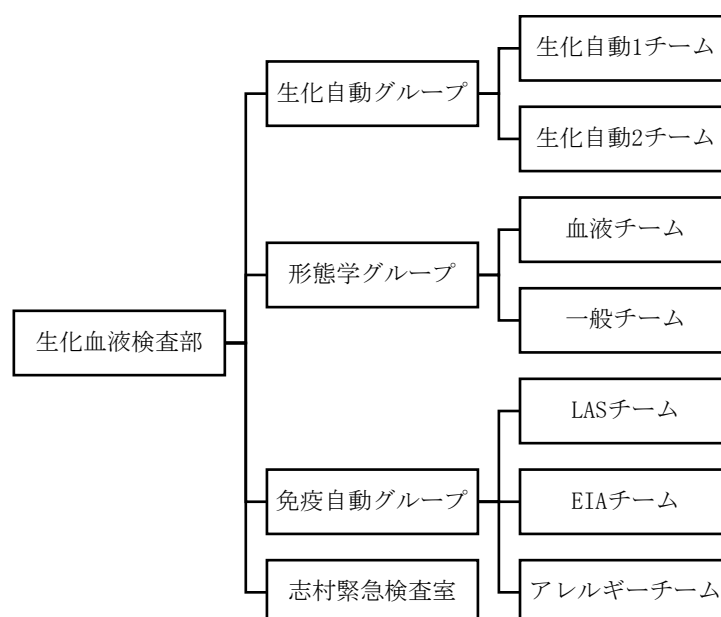 生化血液検査部
生化自動グループ
生化自動1チーム
生化自動2チーム
形態学グループ
血液チーム
一般チーム
免疫自動グループ
LASチーム
EIAチーム
アレルギーチーム
志村緊急検査室